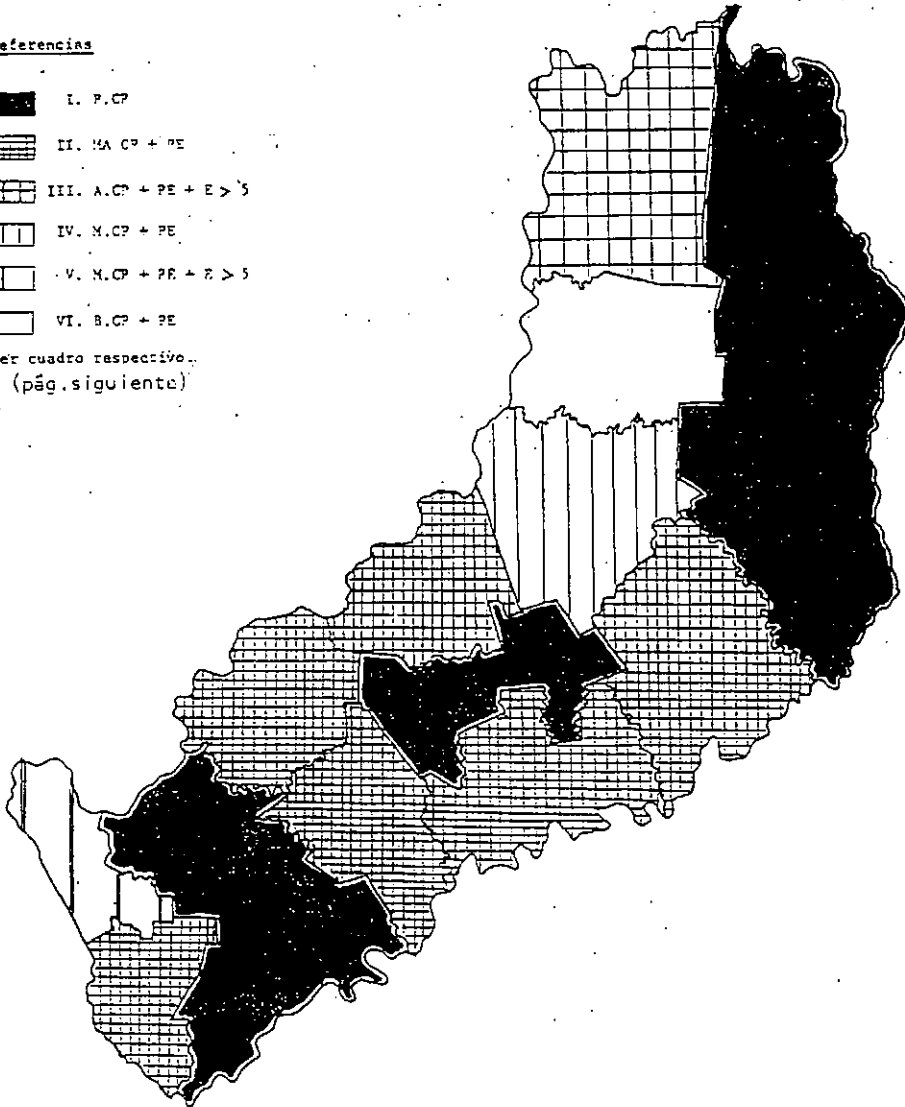 eferencias
I. P.CP
II. MA CP + PE
III. A.CP + PE + E > 5
IV. M.CP + PE
V. M.CP + PE + E > 5
VI. B.CP + PE
er cuadro respectivo.
(pág.siguiente)